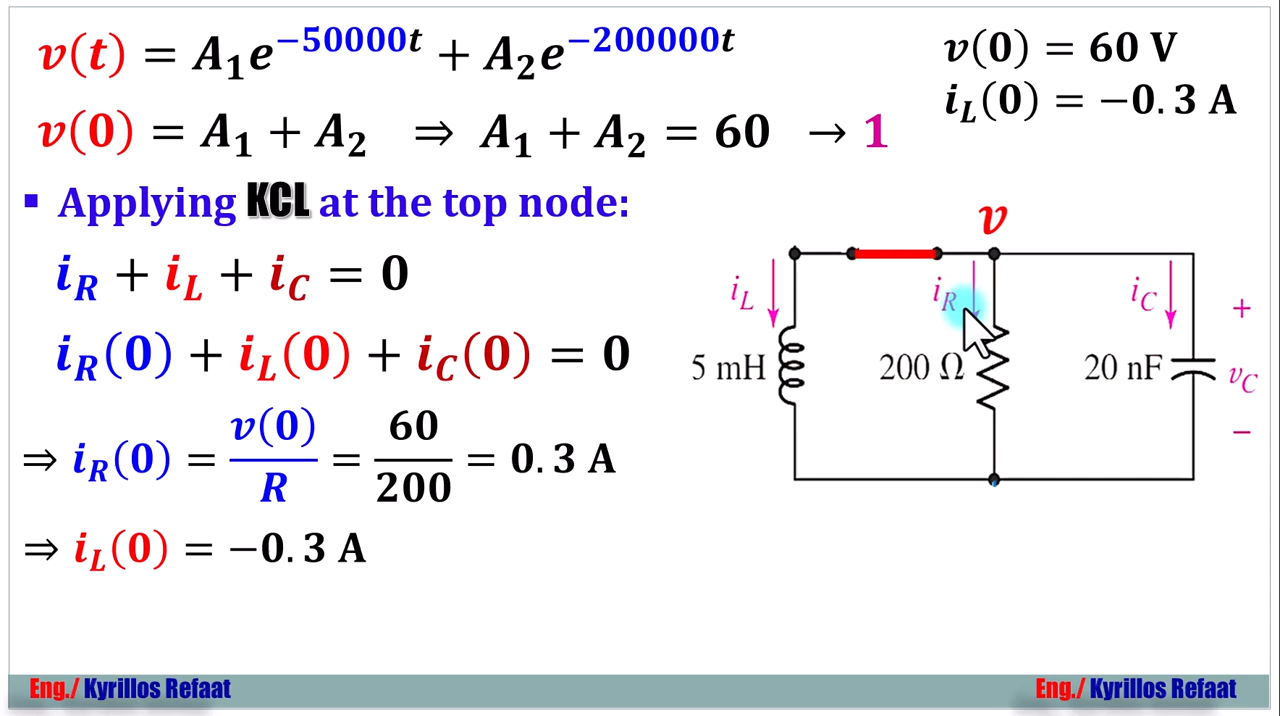 v(t) = A₁e^{−50000t} + A₂e^{−200000t}
v(0) = 60 V
i_L(0) = −0.3 A
v(0) = A₁ + A₂ ⇒ A₁ + A₂ = 60 → 1
▪ Applying KCL at the top node:
i_R + i_L + i_C = 0
i_R(0) + i_L(0) + i_C(0) = 0
⇒ i_R(0) = v(0)/R = 60/200 = 0.3 A
⇒ i_L(0) = −0.3 A
v
i_L
i_R
i_C
+
5 mH
200 Ω
20 nF
v_C
−
Eng./ Kyrillos Refaat
Eng./ Kyrillos Refaat